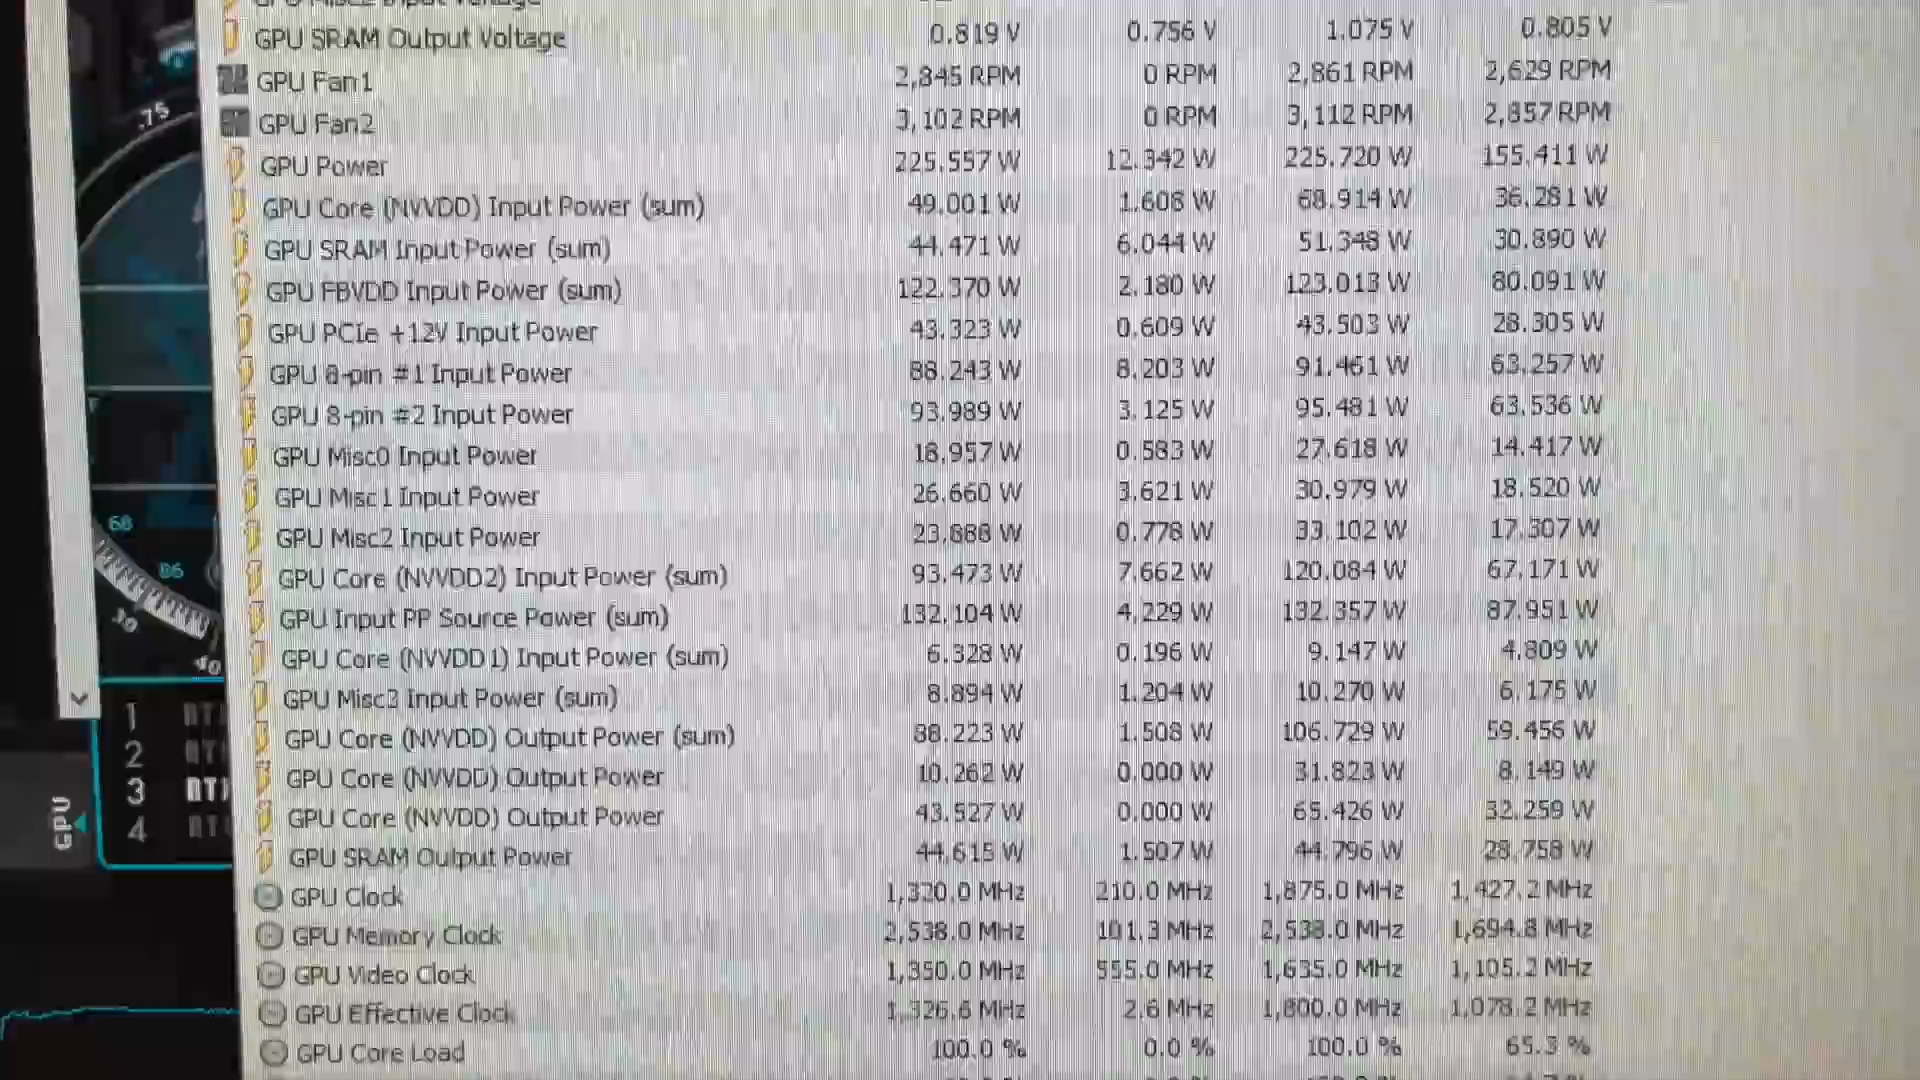 GPU SRAM Output Voltage 0.819 V 0.756 V 1.075 V 0.805 V
GPU Fan1 2,845 RPM 0 RPM 2,861 RPM 2,629 RPM
GPU Fan2 3,102 RPM 0 RPM 3,112 RPM 2,857 RPM
GPU Power 225.557 W 12.342 W 225.720 W 155.411 W
GPU Core (NVVDD) Input Power (sum) 49.001 W 1.608 W 68.914 W 36.281 W
GPU SRAM Input Power (sum) 44.471 W 6.044 W 51.348 W 30.890 W
GPU FBVDD Input Power (sum) 122.370 W 2.180 W 123.013 W 80.091 W
GPU PCIe +12V Input Power 43.323 W 0.609 W 43.503 W 28.305 W
GPU 8-pin #1 Input Power 88.243 W 8.203 W 91.461 W 63.257 W
GPU 8-pin #2 Input Power 93.989 W 3.125 W 95.481 W 63.536 W
GPU Misc0 Input Power 18.957 W 0.583 W 27.618 W 14.417 W
GPU Misc1 Input Power 26.660 W 3.621 W 30.979 W 18.520 W
GPU Misc2 Input Power 23.888 W 0.778 W 33.102 W 17.307 W
GPU Core (NVVDD2) Input Power (sum) 93.473 W 7.662 W 120.084 W 67.171 W
GPU Input PP Source Power (sum) 132.104 W 4.229 W 132.357 W 87.951 W
GPU Core (NVVDD1) Input Power (sum) 6.328 W 0.196 W 9.147 W 4.809 W
GPU Misc3 Input Power (sum) 8.894 W 1.204 W 10.270 W 6.175 W
GPU Core (NVVDD) Output Power (sum) 88.223 W 1.508 W 106.729 W 59.456 W
GPU Core (NVVDD) Output Power 10.262 W 0.000 W 31.823 W 8.149 W
GPU Core (NVVDD) Output Power 43.527 W 0.000 W 65.426 W 32.259 W
GPU SRAM Output Power 44.615 W 1.507 W 44.796 W 28.758 W
GPU Clock 1,320.0 MHz 210.0 MHz 1,875.0 MHz 1,427.2 MHz
GPU Memory Clock 2,538.0 MHz 101.3 MHz 2,538.0 MHz 1,694.8 MHz
GPU Video Clock 1,350.0 MHz 555.0 MHz 1,635.0 MHz 1,105.2 MHz
GPU Effective Clock 1,326.6 MHz 2.6 MHz 1,800.0 MHz 1,078.2 MHz
GPU Core Load 100.0 % 0.0 % 100.0 % 65.3 %
.75
60
30
40
1
2
3
4
GPU